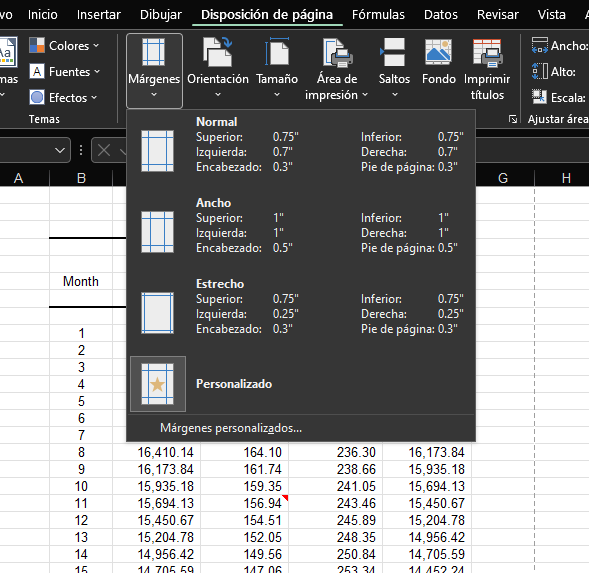 vo Inicio Insertar Dibujar Disposición de página Fórmulas Datos Revisar Vista A
Aa Colores Márgenes Orientación Tamaño Área de impresión Saltos Fondo Imprimir títulos Ancho:
mas A Fuentes Alto:
Efectos Escala:
Temas Ajustar área
A B G H
Normal
Superior: 0.75" Inferior: 0.75"
Izquierda: 0.7" Derecha: 0.7"
Encabezado: 0.3" Pie de página: 0.3"
Ancho
Superior: 1" Inferior: 1"
Izquierda: 1" Derecha: 1"
Encabezado: 0.5" Pie de página: 0.5"
Estrecho
Superior: 0.75" Inferior: 0.75"
Izquierda: 0.25" Derecha: 0.25"
Encabezado: 0.3" Pie de página: 0.3"
Personalizado
Márgenes personalizados...
Month
1
2
3
4
5
6
7
8 16,410.14 164.10 236.30 16,173.84
9 16,173.84 161.74 238.66 15,935.18
10 15,935.18 159.35 241.05 15,694.13
11 15,694.13 156.94 243.46 15,450.67
12 15,450.67 154.51 245.89 15,204.78
13 15,204.78 152.05 248.35 14,956.42
14 14,956.42 149.56 250.84 14,705.59
15 14,705.59 147.06 253.34 14,452.24